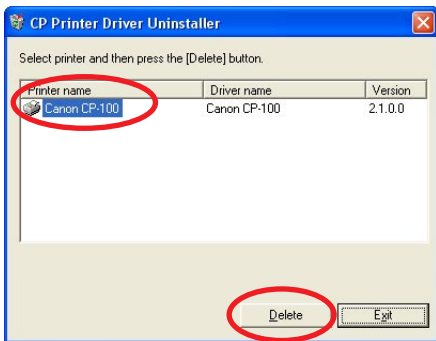 CP Printer Driver Uninstaller
Select printer and then press the [Delete] button.
Printer name Driver name Version
Canon CP-100 Canon CP-100 2.1.0.0
Delete Exit